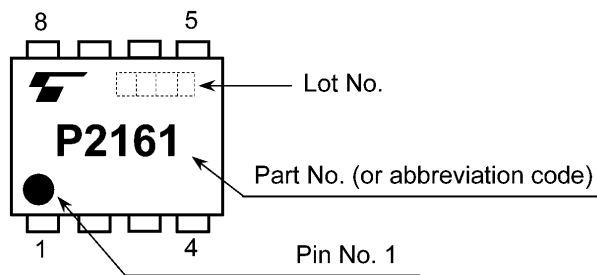 8 5
Lot No.
P2161
Part No. (or abbreviation code)
1 4
Pin No. 1